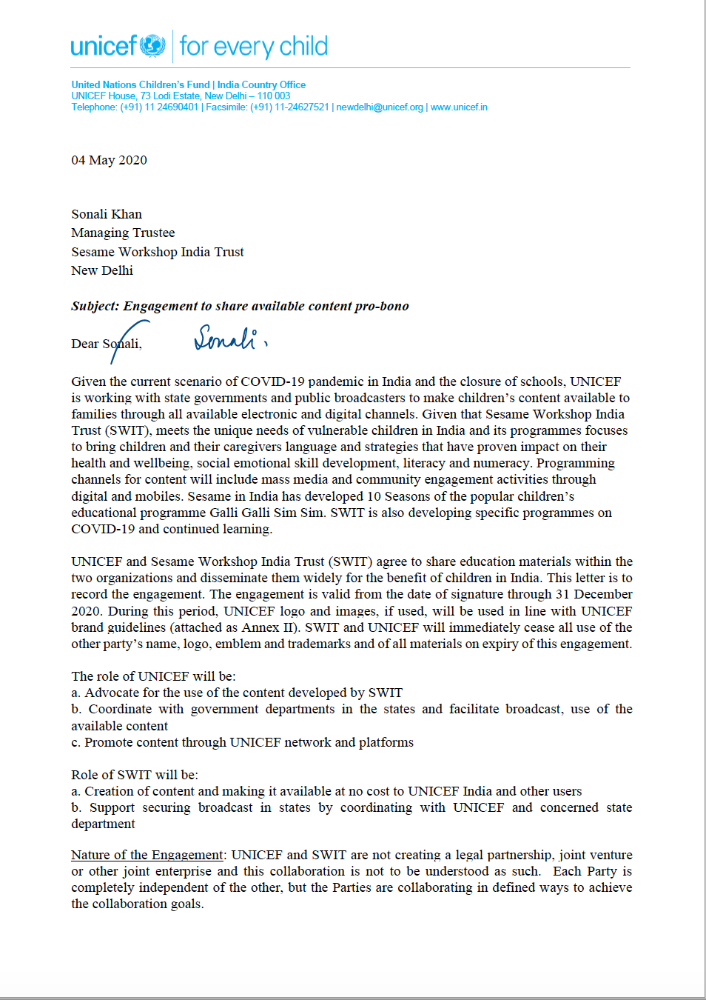 unicef for every child
United Nations Children's Fund | India Country Office
UNICEF House, 73 Lodi Estate, New Delhi – 110 003
Telephone: (+91) 11 24690401 | Facsimile: (+91) 11-24627521 | newdelhi@unicef.org | www.unicef.in
04 May 2020
Sonali Khan
Managing Trustee
Sesame Workshop India Trust
New Delhi
Subject: Engagement to share available content pro-bono
Dear Sonali, Sonali,
Given the current scenario of COVID-19 pandemic in India and the closure of schools, UNICEF
is working with state governments and public broadcasters to make children's content available to
families through all available electronic and digital channels. Given that Sesame Workshop India
Trust (SWIT), meets the unique needs of vulnerable children in India and its programmes focuses
to bring children and their caregivers language and strategies that have proven impact on their
health and wellbeing, social emotional skill development, literacy and numeracy. Programming
channels for content will include mass media and community engagement activities through
digital and mobiles. Sesame in India has developed 10 Seasons of the popular children's
educational programme Galli Galli Sim Sim. SWIT is also developing specific programmes on
COVID-19 and continued learning.
UNICEF and Sesame Workshop India Trust (SWIT) agree to share education materials within the
two organizations and disseminate them widely for the benefit of children in India. This letter is to
record the engagement. The engagement is valid from the date of signature through 31 December
2020. During this period, UNICEF logo and images, if used, will be used in line with UNICEF
brand guidelines (attached as Annex II). SWIT and UNICEF will immediately cease all use of the
other party's name, logo, emblem and trademarks and of all materials on expiry of this engagement.
The role of UNICEF will be:
a. Advocate for the use of the content developed by SWIT
b. Coordinate with government departments in the states and facilitate broadcast, use of the
available content
c. Promote content through UNICEF network and platforms
Role of SWIT will be:
a. Creation of content and making it available at no cost to UNICEF India and other users
b. Support securing broadcast in states by coordinating with UNICEF and concerned state
department
Nature of the Engagement: UNICEF and SWIT are not creating a legal partnership, joint venture
or other joint enterprise and this collaboration is not to be understood as such. Each Party is
completely independent of the other, but the Parties are collaborating in defined ways to achieve
the collaboration goals.